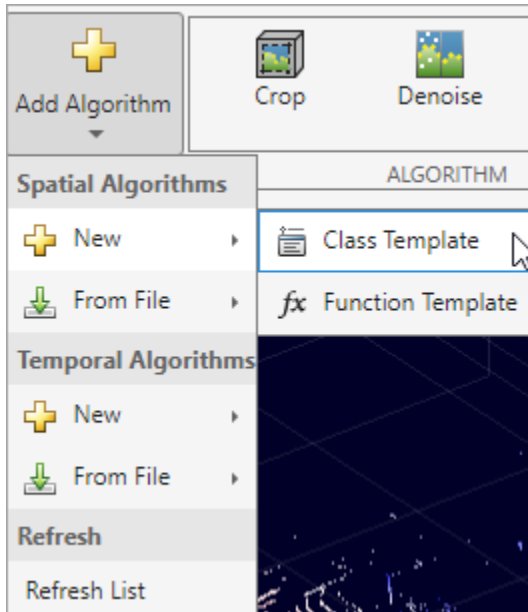 Add Algorithm
Crop
Denoise
ALGORITHM
Spatial Algorithms
New
Class Template
From File
fx Function Template
Temporal Algorithms
New
From File
Refresh
Refresh List